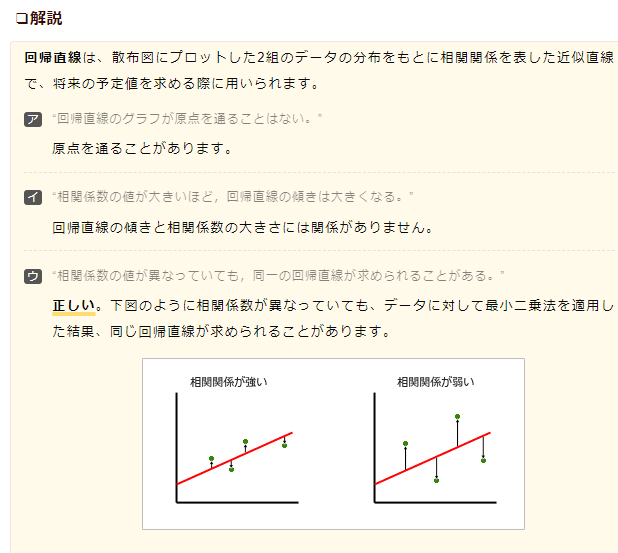 ❏解説
回帰直線は、散布図にプロットした2組のデータの分布をもとに相関関係を表した近似直線
で、将来の予定値を求める際に用いられます。
ア “回帰直線のグラフが原点を通ることはない。”
原点を通ることがあります。
イ “相関係数の値が大きいほど，回帰直線の傾きは大きくなる。”
回帰直線の傾きと相関係数の大きさには関係がありません。
ウ “相関係数の値が異なっていても，同一の回帰直線が求められることがある。”
正しい。下図のように相関係数が異なっていても、データに対して最小二乗法を適用し
た結果、同じ回帰直線が求められることがあります。
相関関係が強い 相関関係が弱い